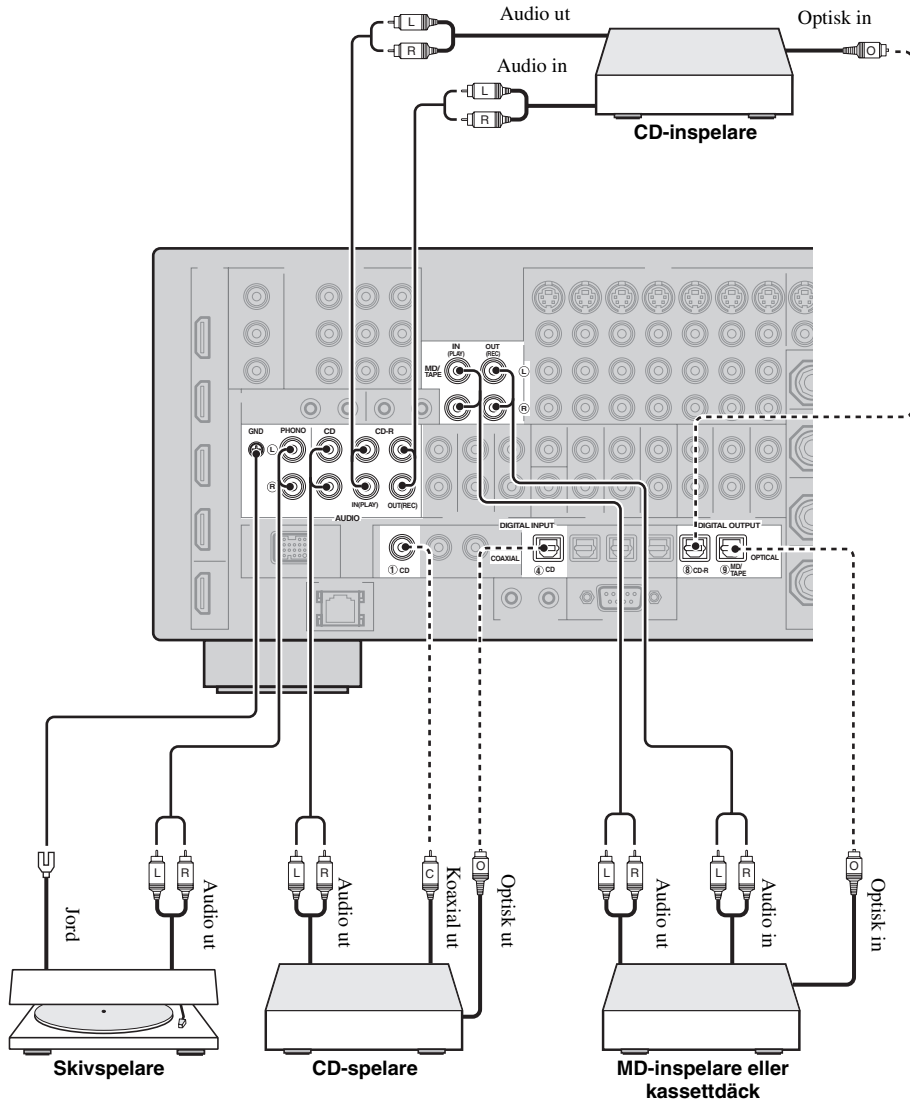 Audio ut
Optisk in
L
R
O
Audio in
L
R
CD-inspelare
IN
(PLAY)
OUT
(REC)
MD/
TAPE
L
R
GND
PHONO
CD
CD-R
L
R
IN(PLAY)
OUT(REC)
AUDIO
DIGITAL INPUT
DIGITAL OUTPUT
COAXIAL
OPTICAL
① CD
④ CD
⑧ CD-R
⑨ MD/
TAPE
L
R
L
R
C
O
L
R
L
R
O
Jord
Audio ut
Audio ut
Koaxial ut
Optisk ut
Audio ut
Audio in
Optisk in
Skivspelare
CD-spelare
MD-inspelare eller
kassettdäck